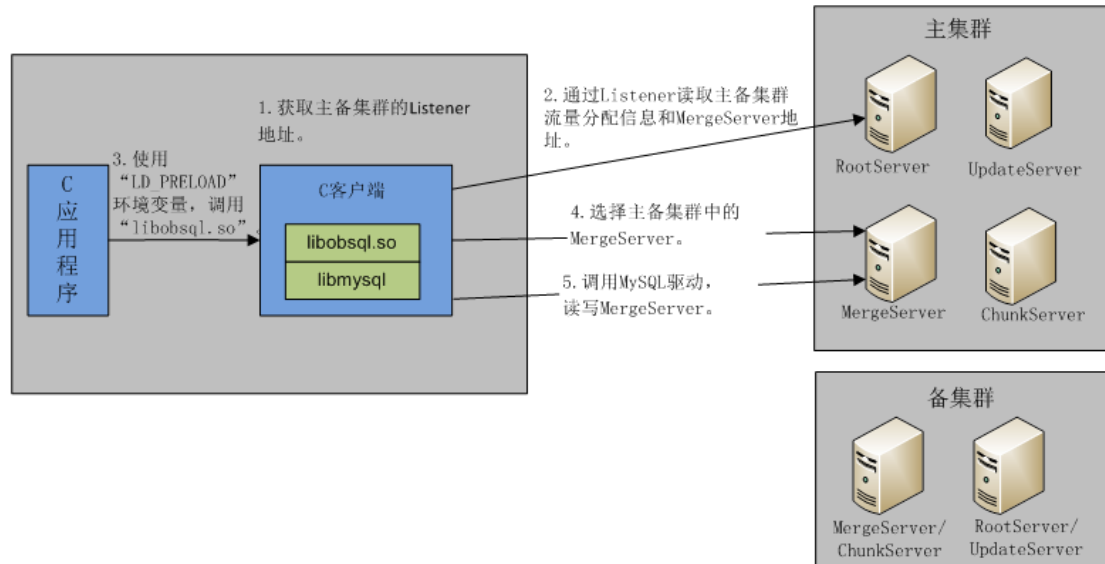 主集群
1.获取主备集群的Listener
地址。
2.通过Listener读取主备集群
流量分配信息和MergeServer地
址。
RootServer
UpdateServer
3.使用
“LD_PRELOAD”
环境变量，调用
“libobsql.so”。
C
应
用
程
序
C客户端
libobsql.so
libmysql
4.选择主备集群中的
MergeServer。
5.调用MySQL驱动，
读写MergeServer。
MergeServer
ChunkServer
备集群
MergeServer/
ChunkServer
RootServer/
UpdateServer